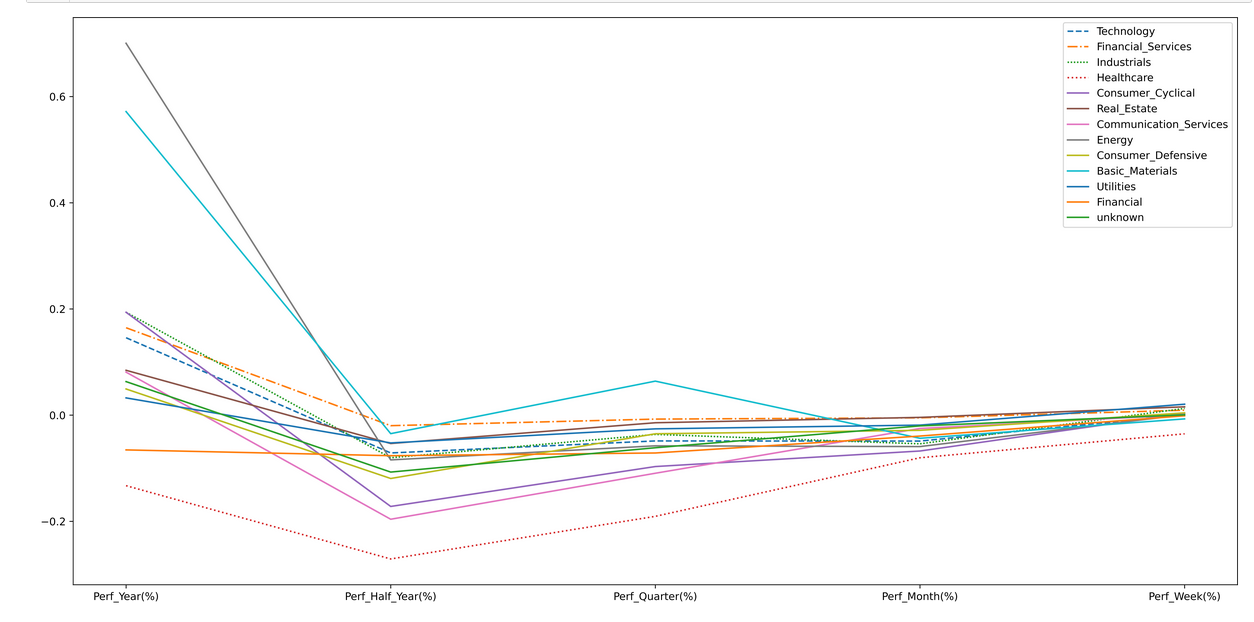 Technology
Financial_Services
Industrials
Healthcare
Consumer_Cyclical
Real_Estate
Communication_Services
Energy
Consumer_Defensive
Basic_Materials
Utilities
Financial
unknown
0.6
0.4
0.2
0.0
−0.2
Perf_Year(%) Perf_Half_Year(%) Perf_Quarter(%) Perf_Month(%) Perf_Week(%)